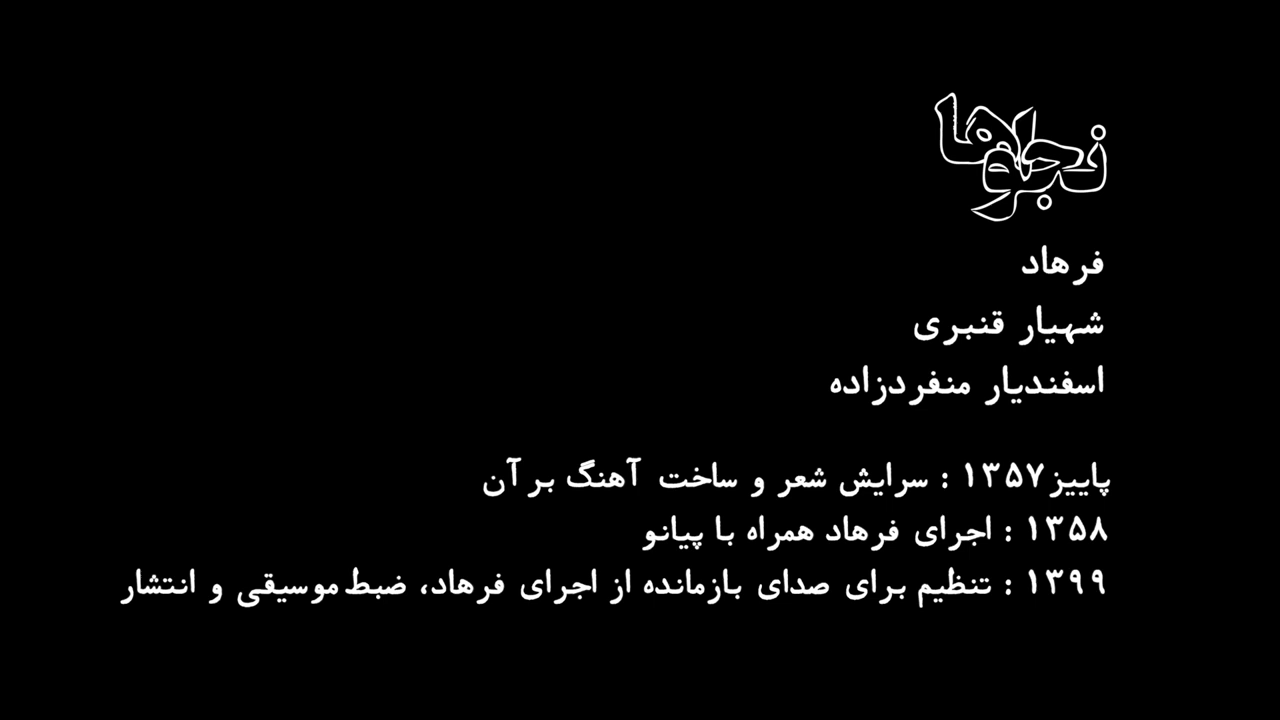 نجواها
فرهاد
شهیار قنبری
اسفندیار منفردزاده
پاییز۱۳۵۷ : سرایش شعر و ساخت آهنگ بر آن
۱۳۵۸ : اجرای فرهاد همراه با پیانو
۱۳۹۹ : تنظیم برای صدای بازمانده از اجرای فرهاد، ضبط موسیقی و انتشار